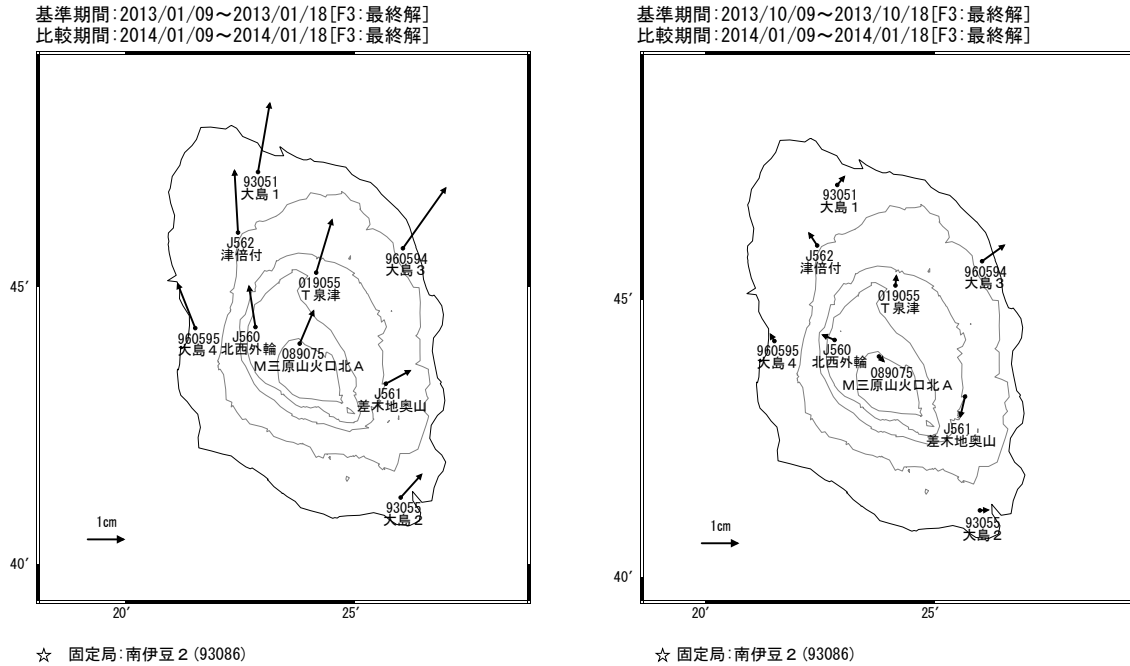 基準期間:2013/01/09～2013/01/18[F3:最終解]
比較期間:2014/01/09～2014/01/18[F3:最終解]
93051
大島１
J562
津倍付
960594
大島３
019055
Ｔ泉津
45′
960595
大島４
J560
北西外輪
089075
Ｍ三原山火口北Ａ
J561
差木地奥山
93055
大島２
1cm
40′
20′
25′
☆ 固定局:南伊豆２(93086)
基準期間:2013/10/09～2013/10/18[F3:最終解]
比較期間:2014/01/09～2014/01/18[F3:最終解]
93051
大島１
J562
津倍付
960594
大島３
019055
Ｔ泉津
45′
960595
大島４
J560
北西外輪
089075
Ｍ三原山火口北Ａ
J561
差木地奥山
93055
大島２
1cm
40′
20′
25′
☆ 固定局:南伊豆２(93086)